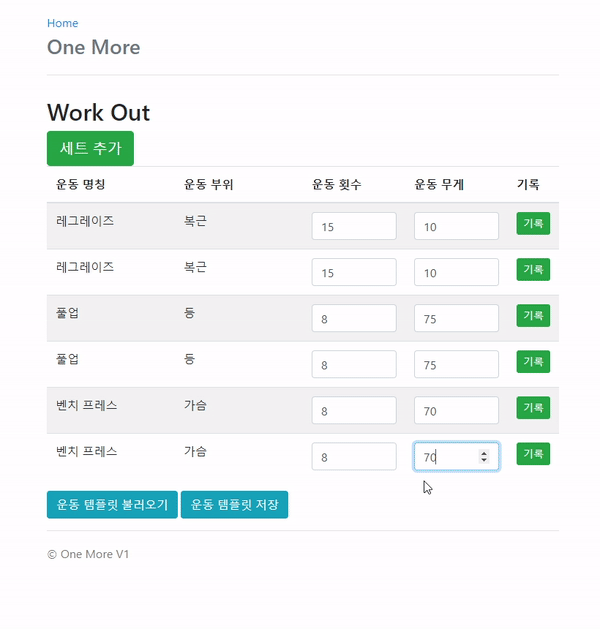 Home
One More
Work Out
세트 추가
운동 명칭 운동 부위 운동 횟수 운동 무게 기록
레그레이즈 복근 15 10 기록
레그레이즈 복근 15 10 기록
풀업 등 8 75 기록
풀업 등 8 75 기록
벤치 프레스 가슴 8 70 기록
벤치 프레스 가슴 8 70 기록
운동 템플릿 불러오기 운동 템플릿 저장
© One More V1